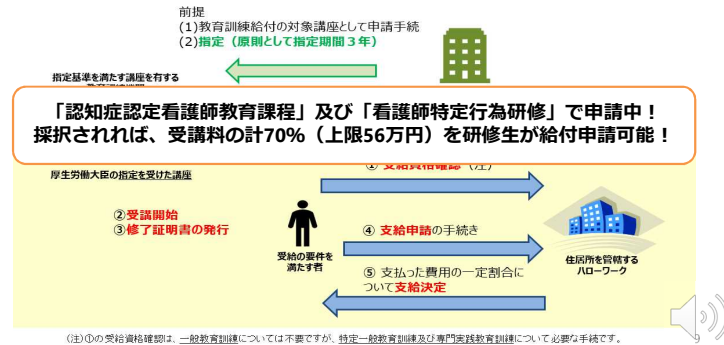 前提
(1)教育訓練給付の対象講座として申請手続
(2)指定（原則として指定期間３年）
指定基準を満たす講座を有する
「認知症認定看護師教育課程」及び「看護師特定行為研修」で申請中！
採択されれば、受講料の計70％（上限56万円）を研修生が給付申請可能！
厚生労働大臣の指定を受けた講座
① 支給資格確認（注）
②受講開始
③修了証明書の発行
④ 支給申請の手続き
受給の要件を
満たす者
住居所を管轄する
ハローワーク
⑤ 支払った費用の一定割合に
ついて支給決定
(注)①の受給資格確認は、一般教育訓練については不要ですが、特定一般教育訓練及び専門実践教育訓練について必要な手続です。
9